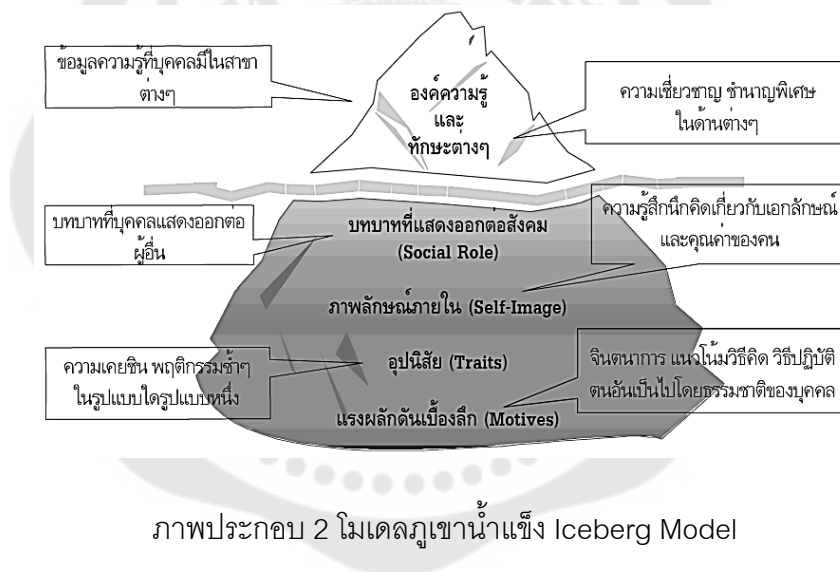 ข้อมูลความรู้ที่บุคคลมีในสาขา
ต่างๆ
องค์ความรู้
และ
ทักษะต่างๆ
ความเชี่ยวชาญ ชำนาญพิเศษ
ในด้านต่างๆ
บทบาทที่บุคคลแสดงออกต่อ
ผู้อื่น
บทบาทที่แสดงออกต่อสังคม
(Social Role)
ความรู้สึกนึกคิดเกี่ยวกับเอกลักษณ์
และคุณค่าของคน
ภาพลักษณ์ภายใน (Self-Image)
ความเคยชิน พฤติกรรมซ้ำๆ
ในรูปแบบใดรูปแบบหนึ่ง
อุปนิสัย (Traits)
จินตนาการ แนวโน้มวิธีคิด วิธีปฏิบัติ
ตนอันเป็นไปโดยธรรมชาติของบุคคล
แรงผลักดันเบื้องลึก (Motives)
ภาพประกอบ 2 โมเดลภูเขาน้ำแข็ง Iceberg Model